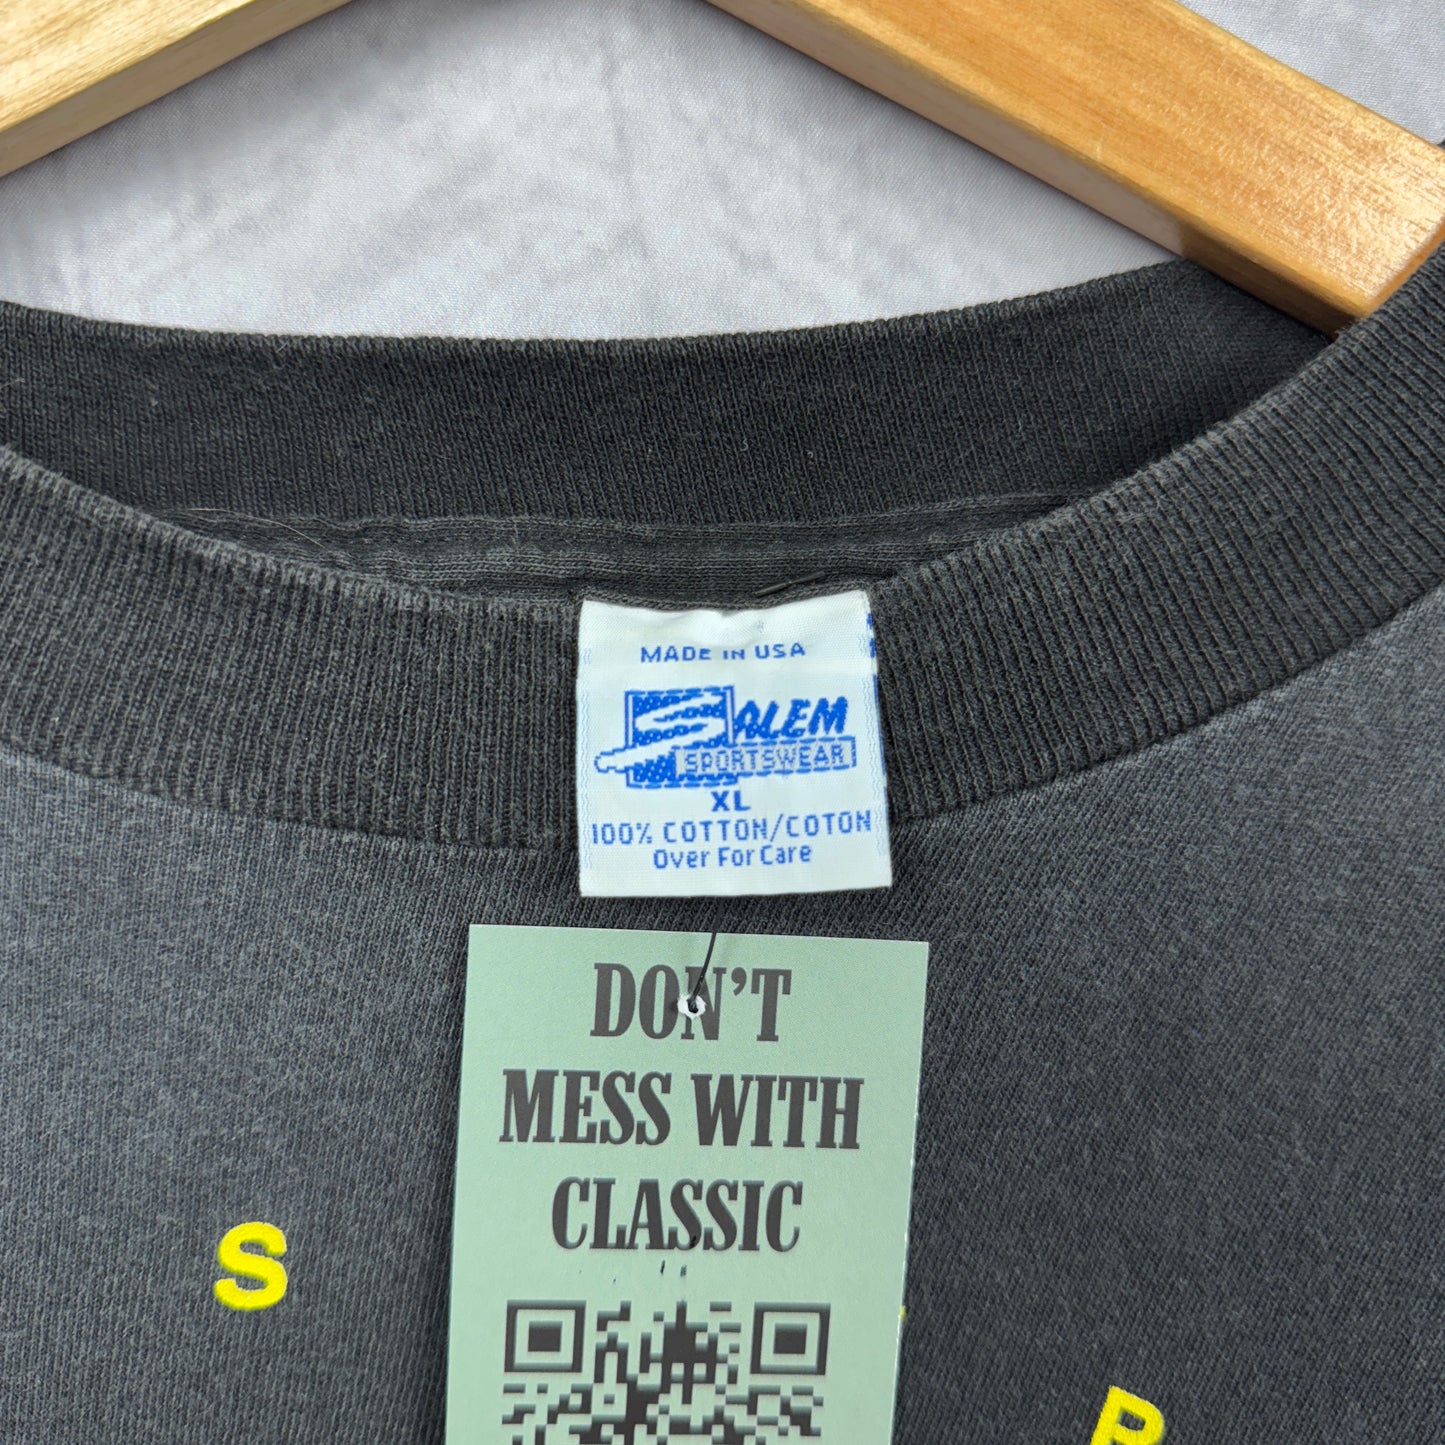 MADE IN USA
SALEM
SPORTSWEAR
XL
100% COTTON/COTON
Over For Care
DON'T
MESS WITH
CLASSIC
S